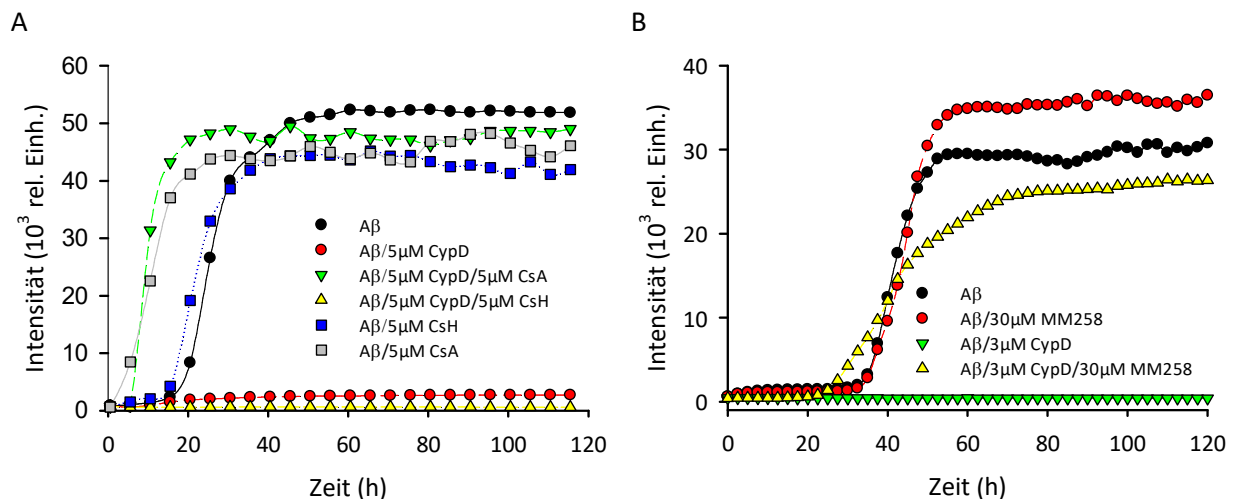 A
Intensität (10³ rel. Einh.)
60
50
40
30
20
10
0
0 20 40 60 80 100 120
Zeit (h)
Aβ
Aβ/5µM CypD
Aβ/5µM CypD/5µM CsA
Aβ/5µM CypD/5µM CsH
Aβ/5µM CsH
Aβ/5µM CsA
B
Intensität (10³ rel. Einh.)
40
30
20
10
0
0 20 40 60 80 100 120
Zeit (h)
Aβ
Aβ/30µM MM258
Aβ/3µM CypD
Aβ/3µM CypD/30µM MM258